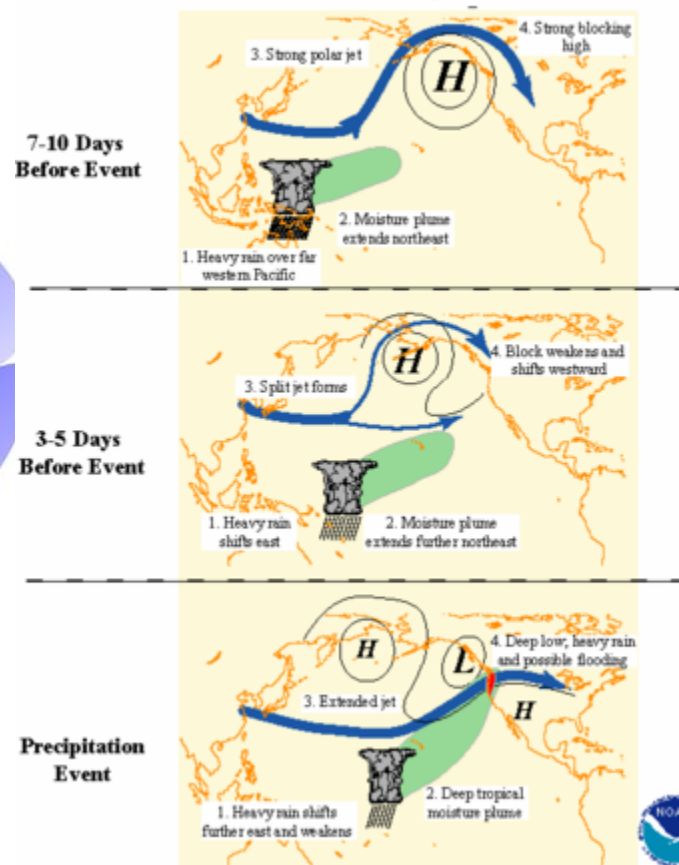 3. Strong polar jet
4. Strong blocking
high
H
7-10 Days
Before Event
2. Moisture plume
extends northeast
1. Heavy rain over far
western Pacific
H
4. Block weakens and
shifts westward
3. Split jet forms
3-5 Days
Before Event
1. Heavy rain
shifts east
2. Moisture plume
extends further northeast
H
L
4. Deep low, heavy rain
and possible flooding
3. Extended jet
H
Precipitation
Event
2. Deep tropical
moisture plume
1. Heavy rain shifts
further east and weakens
NOA